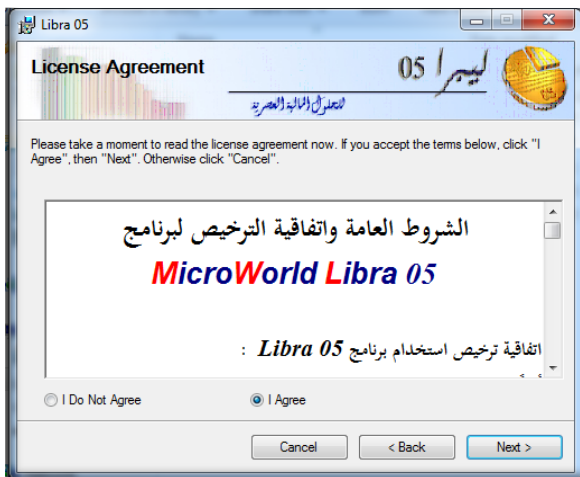 Libra 05
License Agreement
ليبرا 05
للحلول المالية العصرية
Please take a moment to read the license agreement now. If you accept the terms below, click "I
Agree", then "Next". Otherwise click "Cancel".
الشروط العامة واتفاقية الترخيص لبرنامج
MicroWorld Libra 05
اتفاقية ترخيص استخدام برنامج Libra 05 :
I Do Not Agree
I Agree
Cancel
< Back
Next >